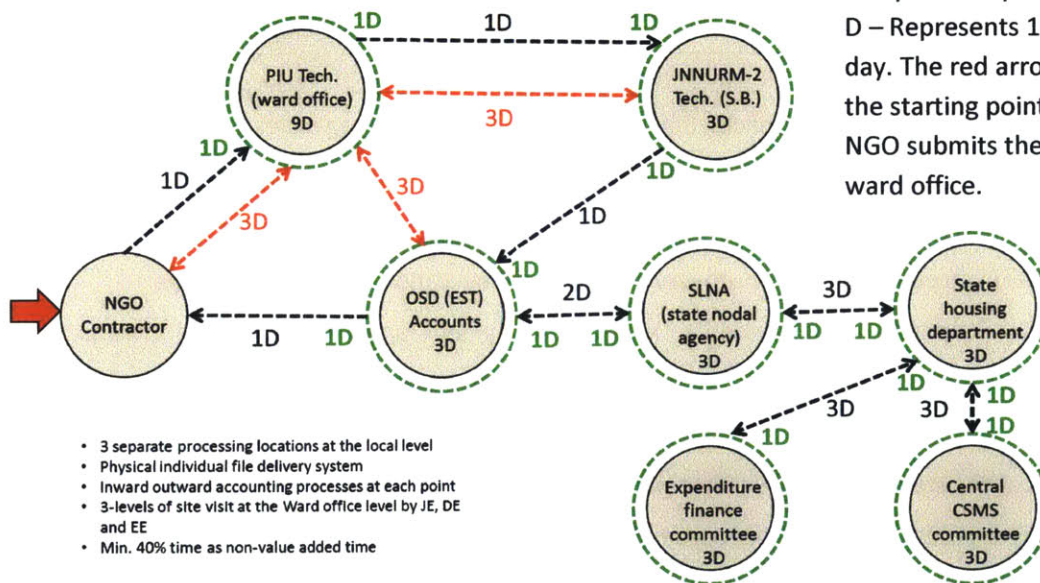 D – Represents 1
day. The red arro
the starting point
NGO submits the
ward office.
1D
1D
1D
PIU Tech.
(ward office)
9D
JNNURM-2
Tech. (S.B.)
3D
3D
1D
1D
1D
3D
3D
1D
1D
NGO
Contractor
1D
1D
OSD (EST)
Accounts
3D
1D
2D
1D
1D
SLNA
(state nodal
agency)
3D
3D
1D
1D
State
housing
department
3D
1D
3D
1D
3D
1D
1D
Expenditure
finance
committee
3D
Central
CSMS
committee
3D
• 3 separate processing locations at the local level
• Physical individual file delivery system
• Inward outward accounting processes at each point
• 3-levels of site visit at the Ward office level by JE, DE
and EE
• Min. 40% time as non-value added time